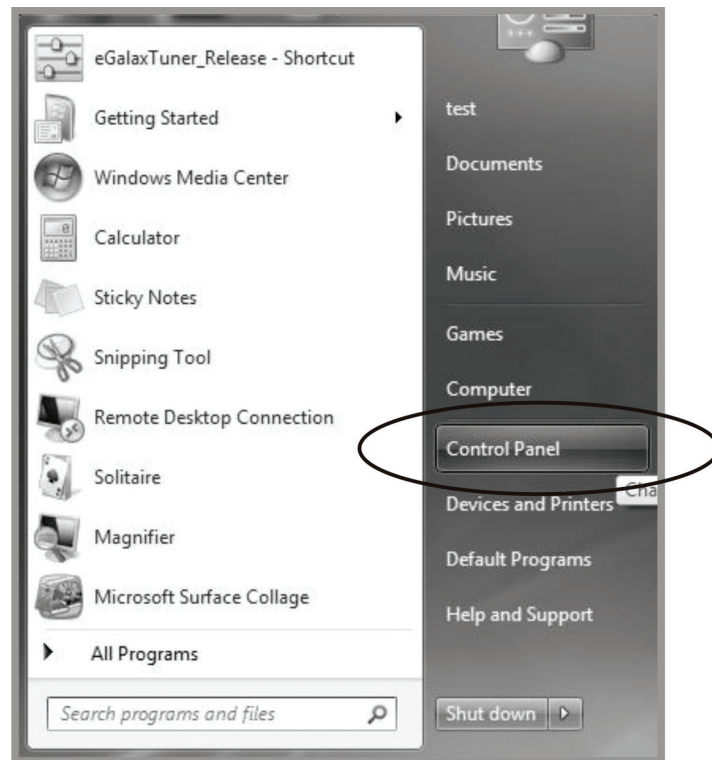 eGalaxTuner_Release - Shortcut
Getting Started
Windows Media Center
Calculator
Sticky Notes
Snipping Tool
Remote Desktop Connection
Solitaire
Magnifier
Microsoft Surface Collage
All Programs
Search programs and files
test
Documents
Pictures
Music
Games
Computer
Control Panel
Cha
Devices and Printers
Default Programs
Help and Support
Shut down